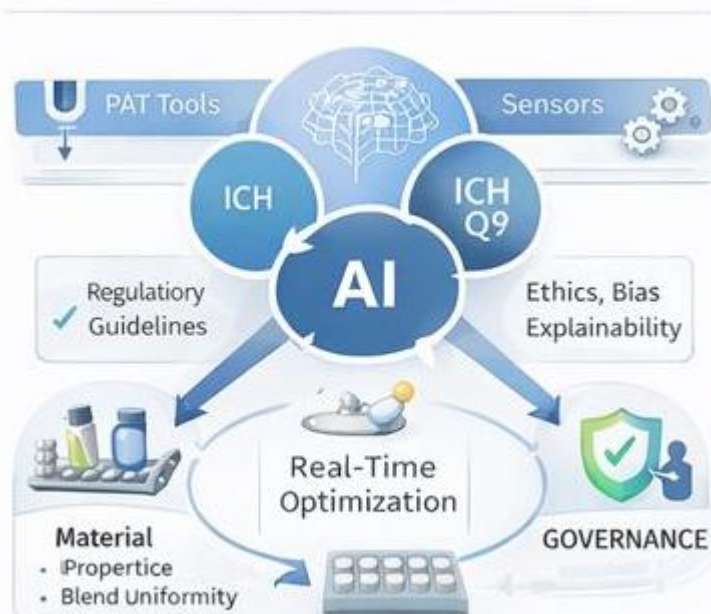 PAT Tools
Sensors
ICH
ICH
Q9
AI
Regulatiory
Guidelines
Ethics, Bias
Explainability
Real-Time
Optimization
Material
• Propertice
• Blend Uniformity
GOVERNANCE